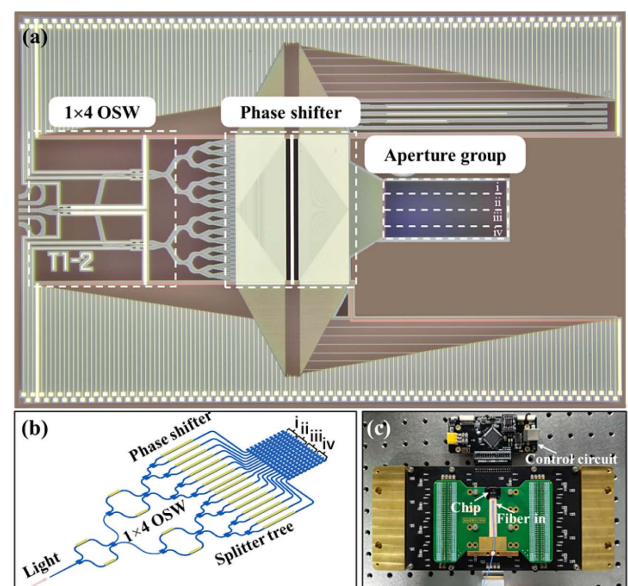 (a)
1×4 OSW
Phase shifter
Aperture group
i
ii
iii
iv
T1-2
(b)
Phase shifter
i
ii
iii
iv
1×4 OSW
Splitter tree
Light
(c)
Control circuit
Chip
Fiber in